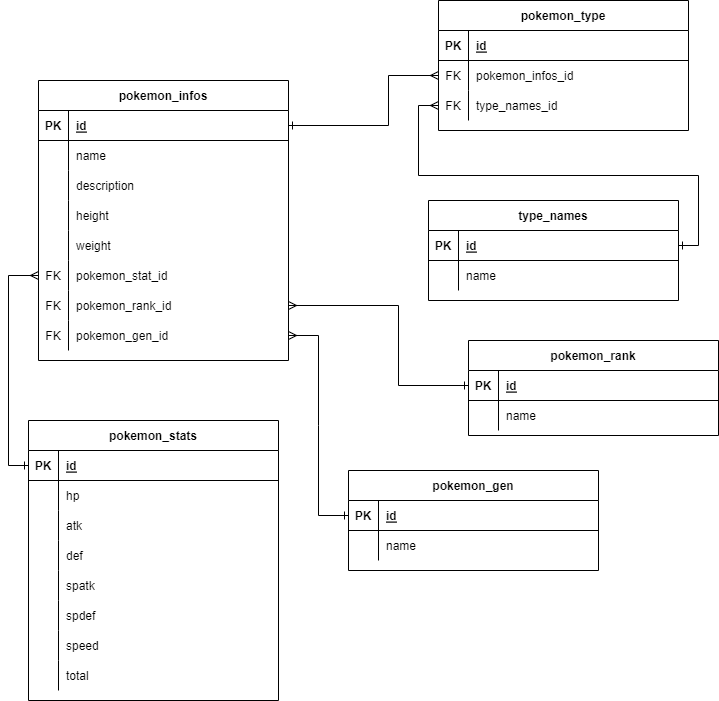 pokemon_type
PK id
FK pokemon_infos_id
FK type_names_id
pokemon_infos
PK id
name
description
height
weight
FK pokemon_stat_id
FK pokemon_rank_id
FK pokemon_gen_id
type_names
PK id
name
pokemon_rank
PK id
name
pokemon_stats
PK id
hp
atk
def
spatk
spdef
speed
total
pokemon_gen
PK id
name